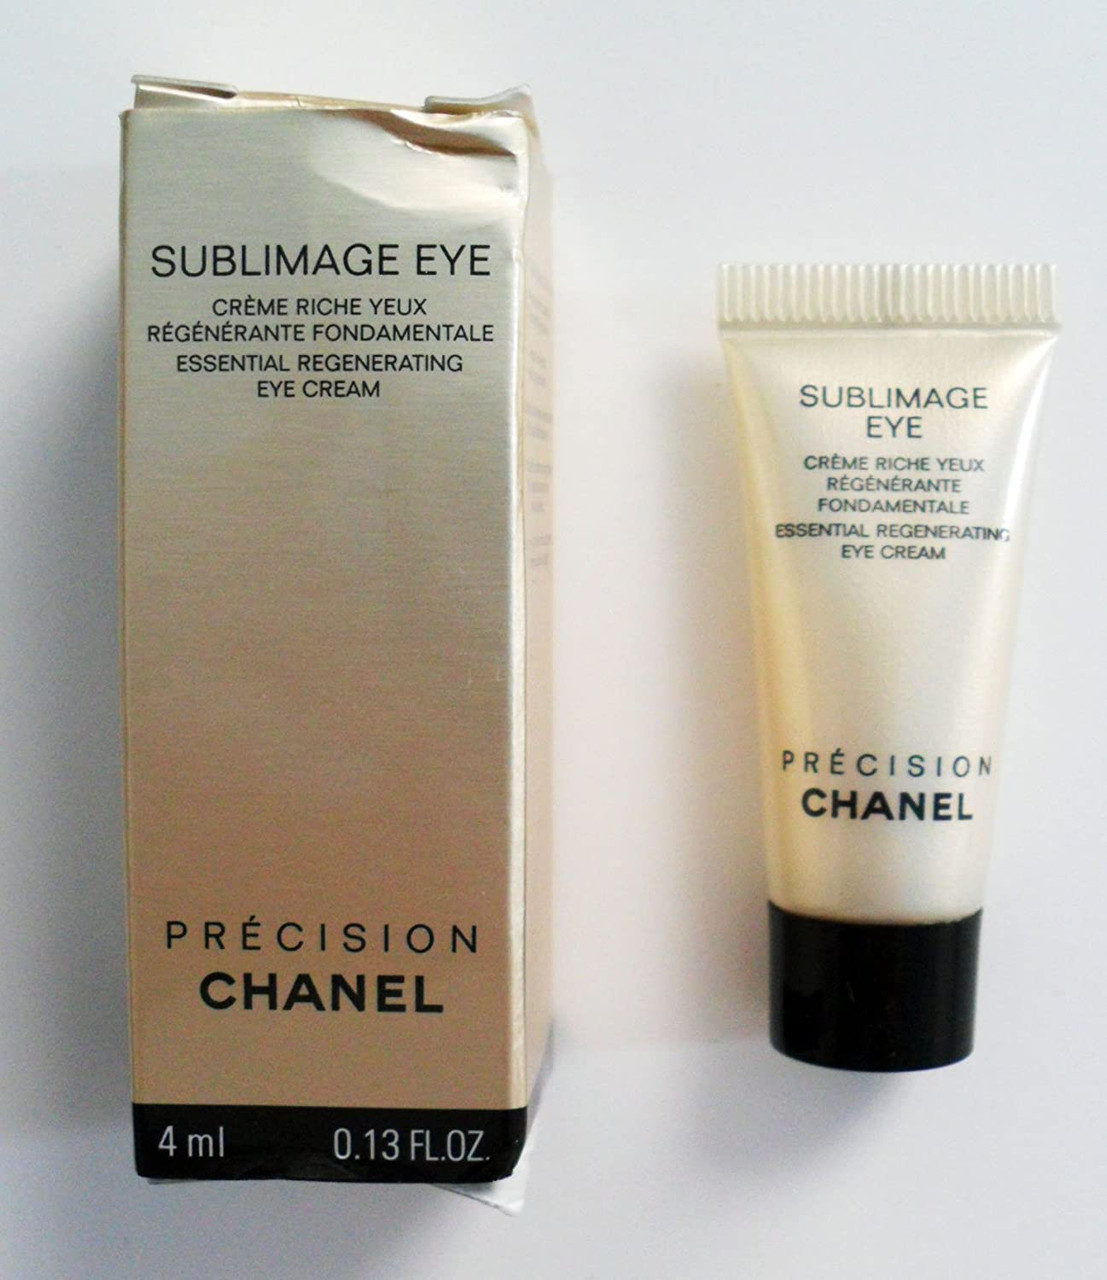 SUBLIMAGE EYE
CRÈME RICHE YEUX
RÉGÉNÉRANTE FONDAMENTALE
ESSENTIAL REGENERATING
EYE CREAM
PRÉCISION
CHANEL
4 ml 0.13 FL.OZ.
SUBLIMAGE
EYE
CRÈME RICHE YEUX
RÉGÉNÉRANTE
FONDAMENTALE
ESSENTIAL REGENERATING
EYE CREAM
PRÉCISION
CHANEL